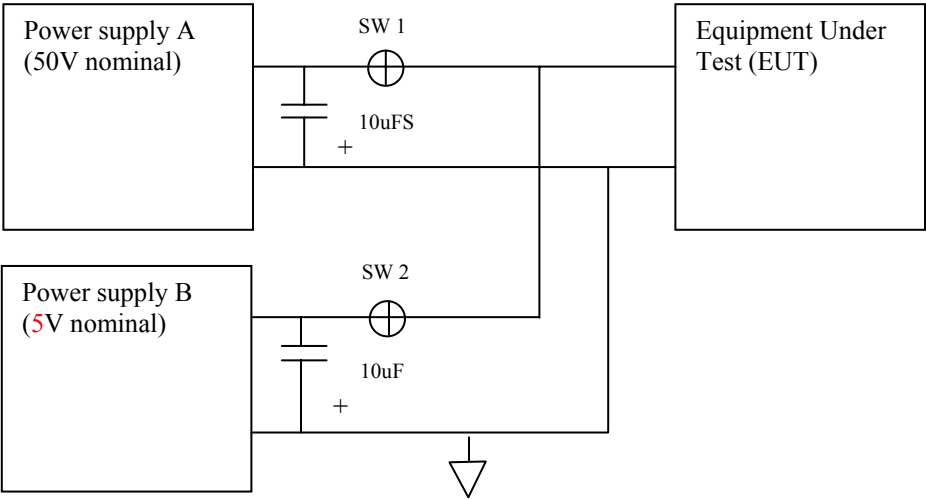 Power supply A
(50V nominal)
SW 1
10uFS
+
Equipment Under
Test (EUT)
Power supply B
(5V nominal)
SW 2
10uF
+